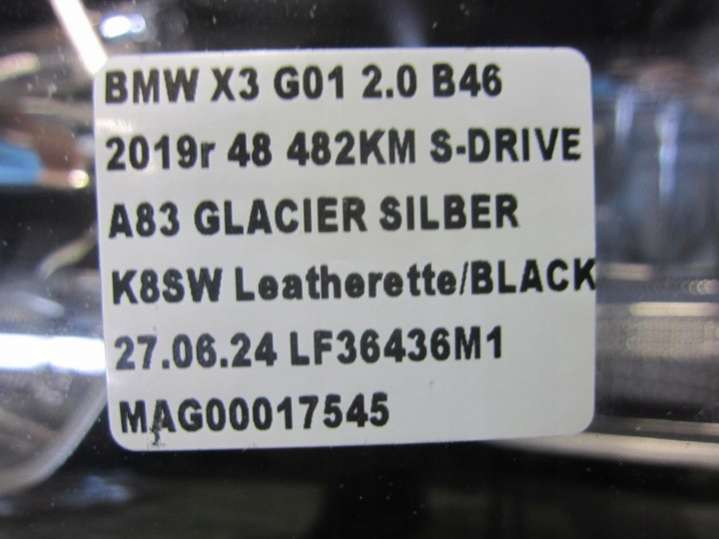 BMW X3 G01 2.0 B46
2019r 48 482KM S-DRIVE
A83 GLACIER SILBER
K8SW Leatherette/BLACK
27.06.24 LF36436M1
MAG00017545